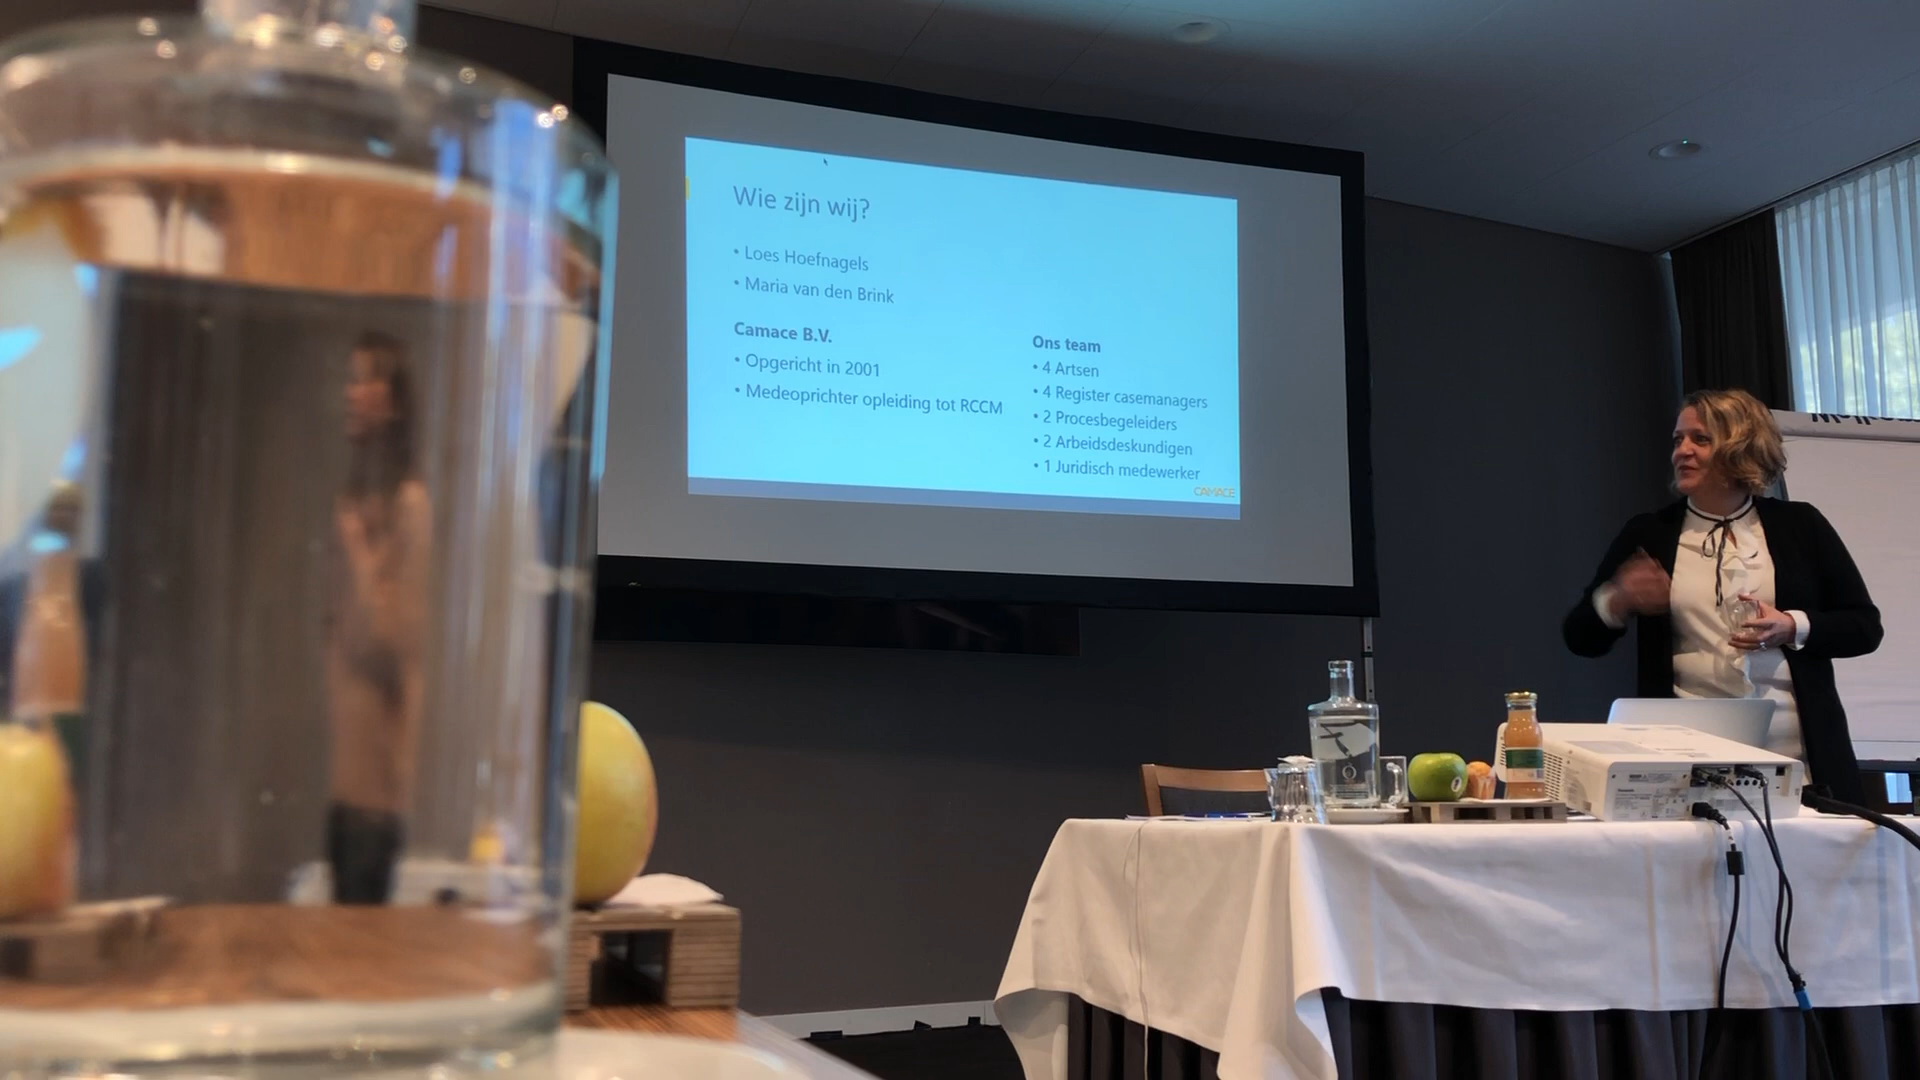 Wie zijn wij?
• Loes Hoefnagels
• Maria van den Brink
Camace B.V.
• Opgericht in 2001
• Medeoprichter opleiding tot RCCM
Ons team
• 4 Artsen
• 4 Register casemanagers
• 2 Procesbegeleiders
• 2 Arbeidsdeskundigen
• 1 Juridisch medewerker
CAMACE